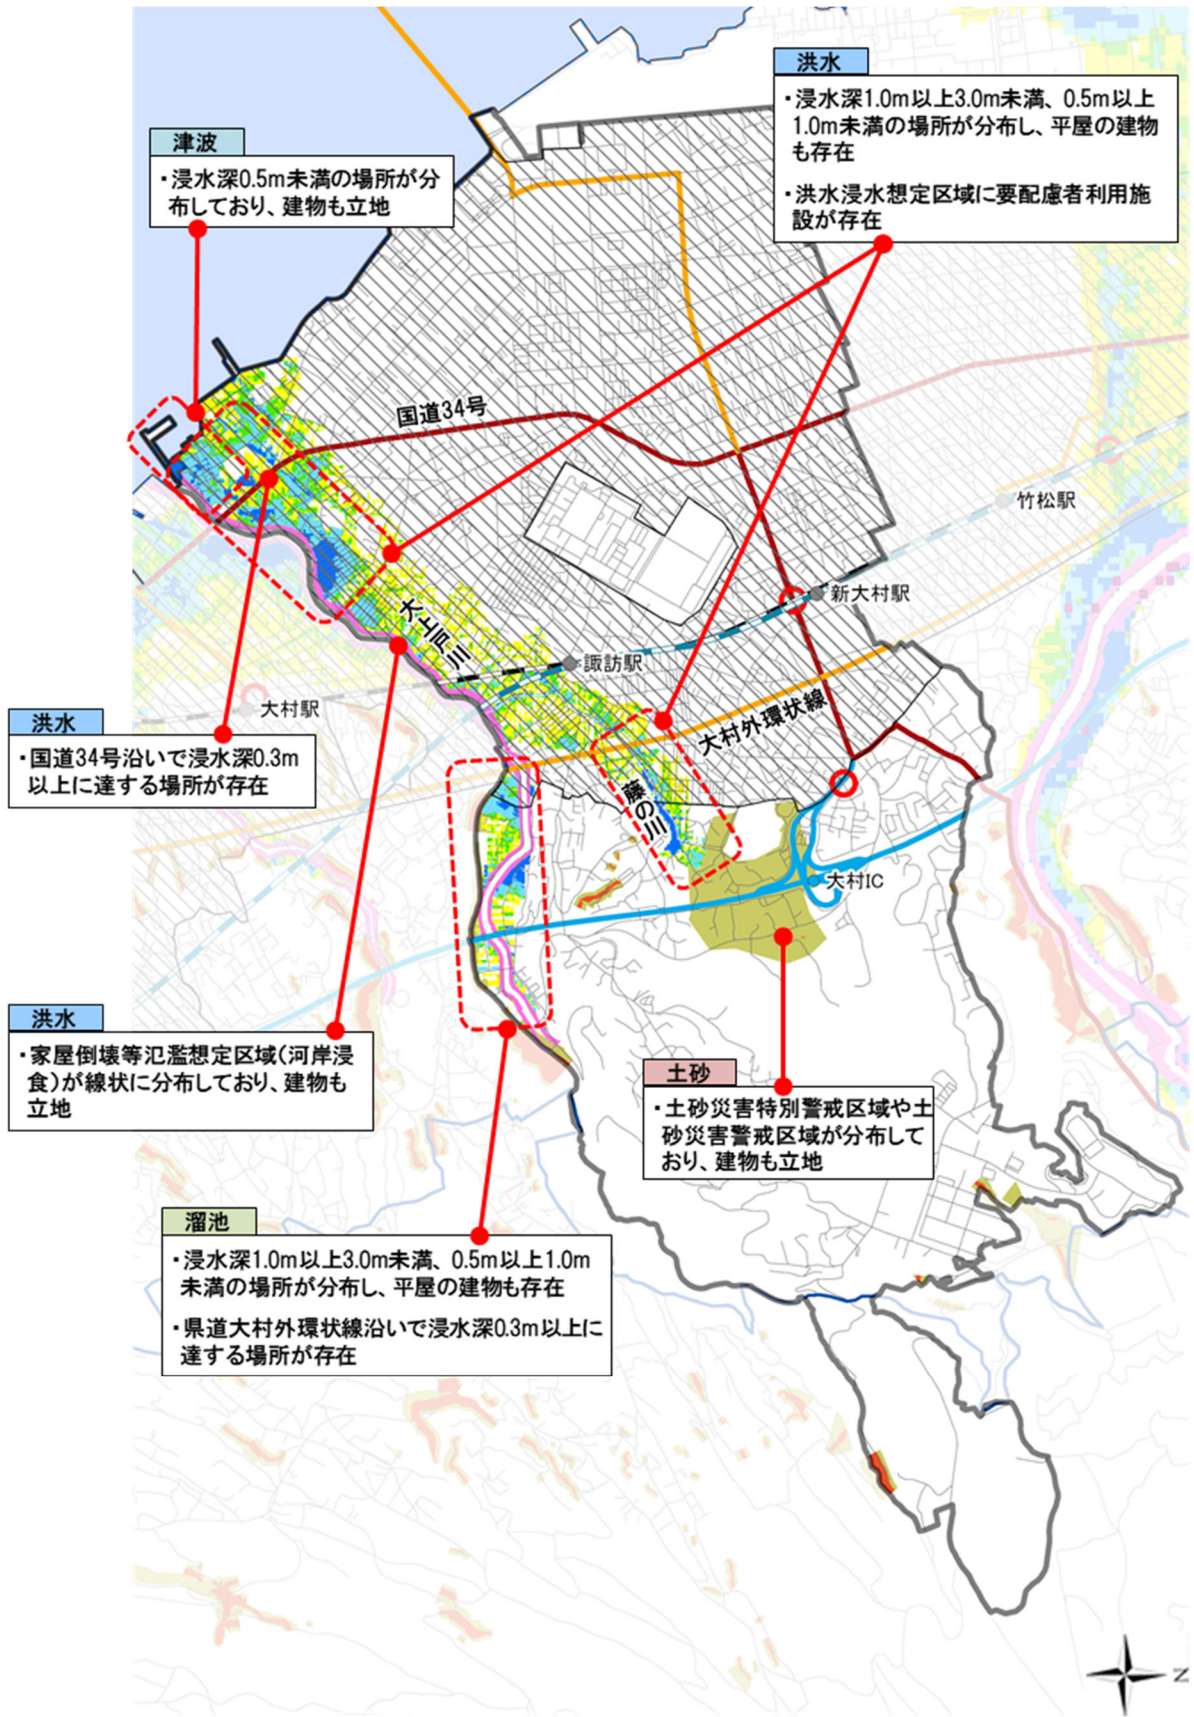 洪水
・浸水深1.0m以上3.0m未満、0.5m以上
1.0m未満の場所が分布し、平屋の建物
も存在
・洪水浸水想定区域に要配慮者利用施
設が存在
津波
・浸水深0.5m未満の場所が分
布しており、建物も立地
国道34号
竹松駅
新大村駅
大上戸川
諏訪駅
大村駅
大村外環状線
洪水
・国道34号沿いで浸水深0.3m
以上に達する場所が存在
藤の川
大村IC
洪水
・家屋倒壊等氾濫想定区域(河岸浸
食)が線状に分布しており、建物も
立地
土砂
・土砂災害特別警戒区域や土
砂災害警戒区域が分布して
おり、建物も立地
溜池
・浸水深1.0m以上3.0m未満、0.5m以上1.0m
未満の場所が分布し、平屋の建物も存在
・県道大村外環状線沿いで浸水深0.3m以上に
達する場所が存在
N